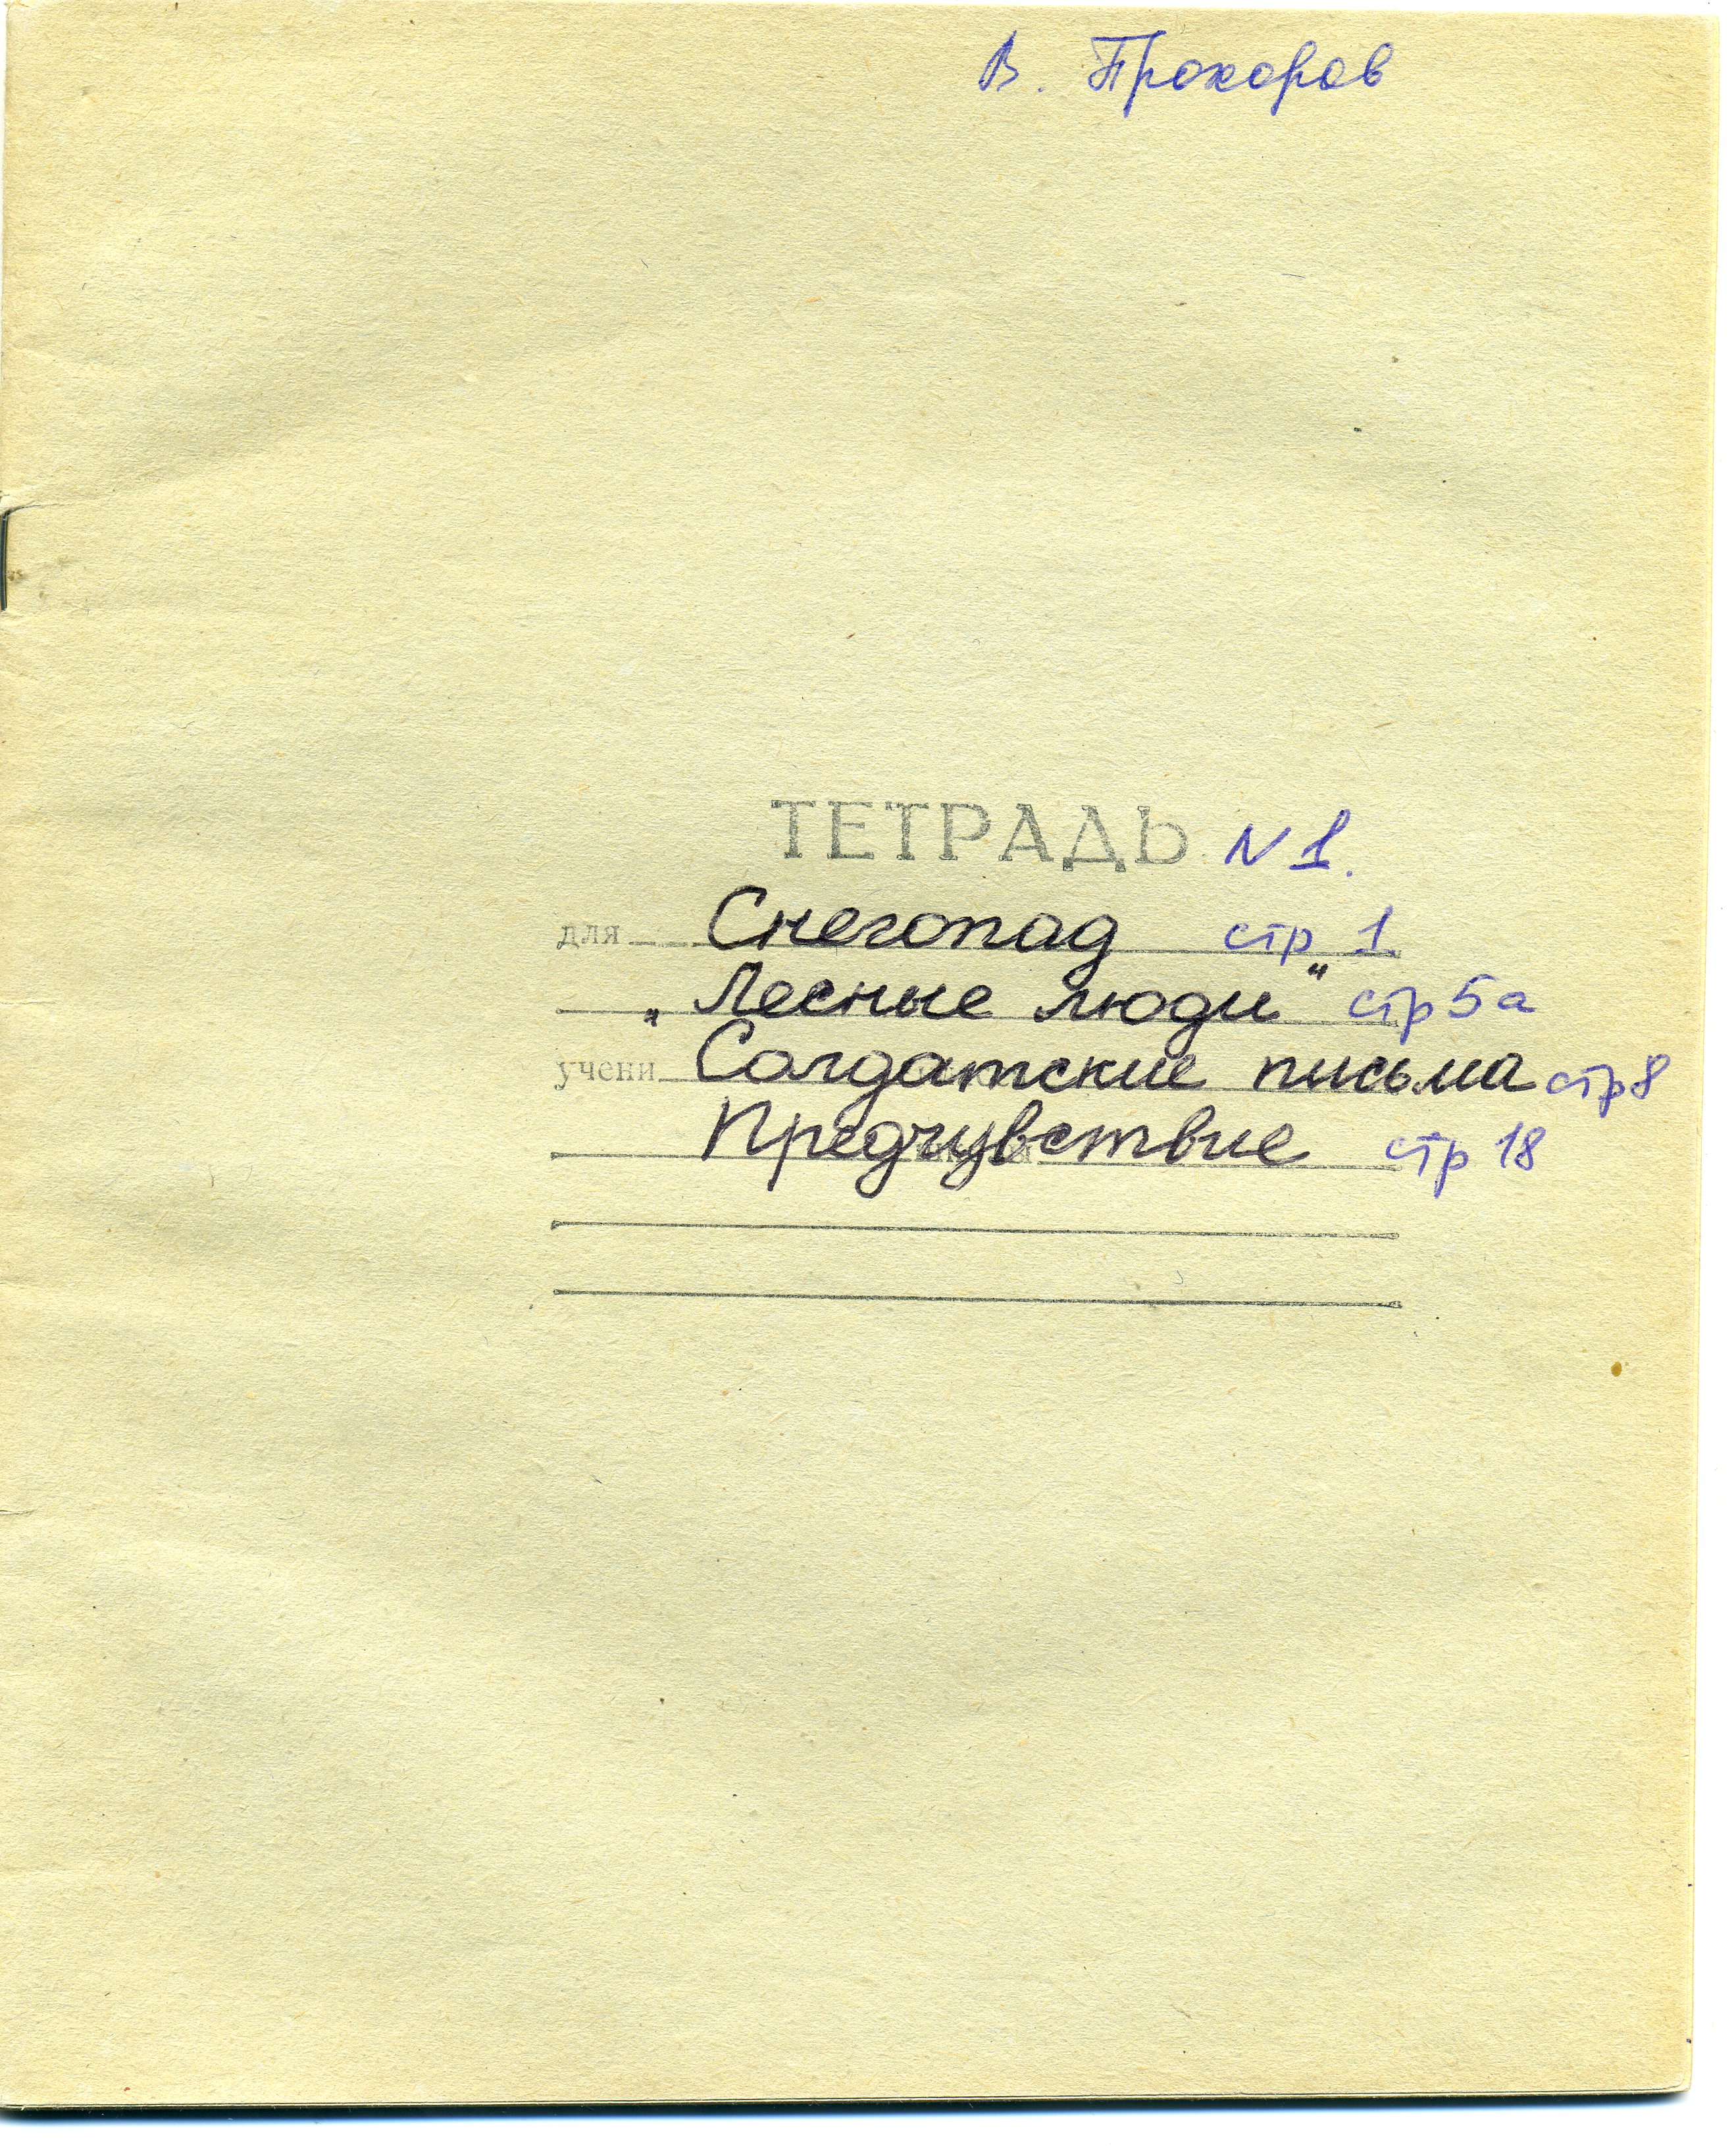 В. Прохоров
ТЕТРАДЬ N 1.
для Снегопад стр 1
„Лесные люди" стр 5а
учени Солдатские письма стр 8
Предчувствие стр 18